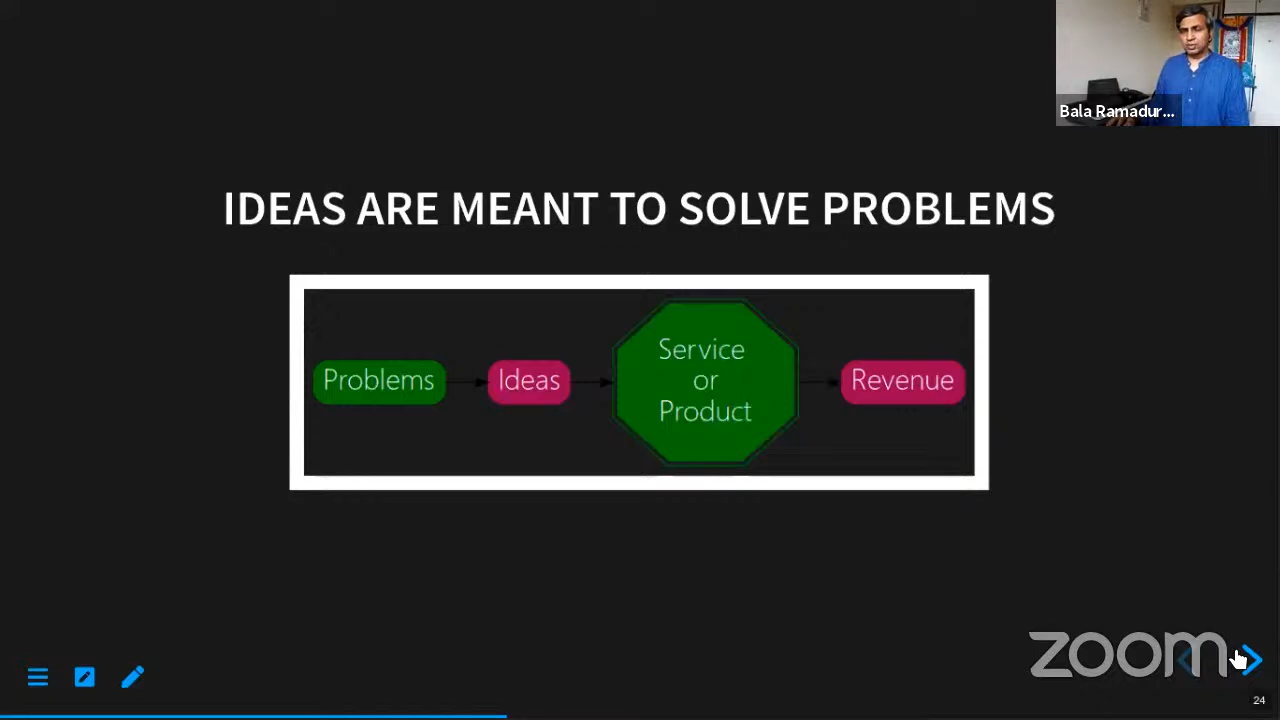 Bala Ramadur...
IDEAS ARE MEANT TO SOLVE PROBLEMS
Problems
Ideas
Service
or
Product
Revenue
zoom
24